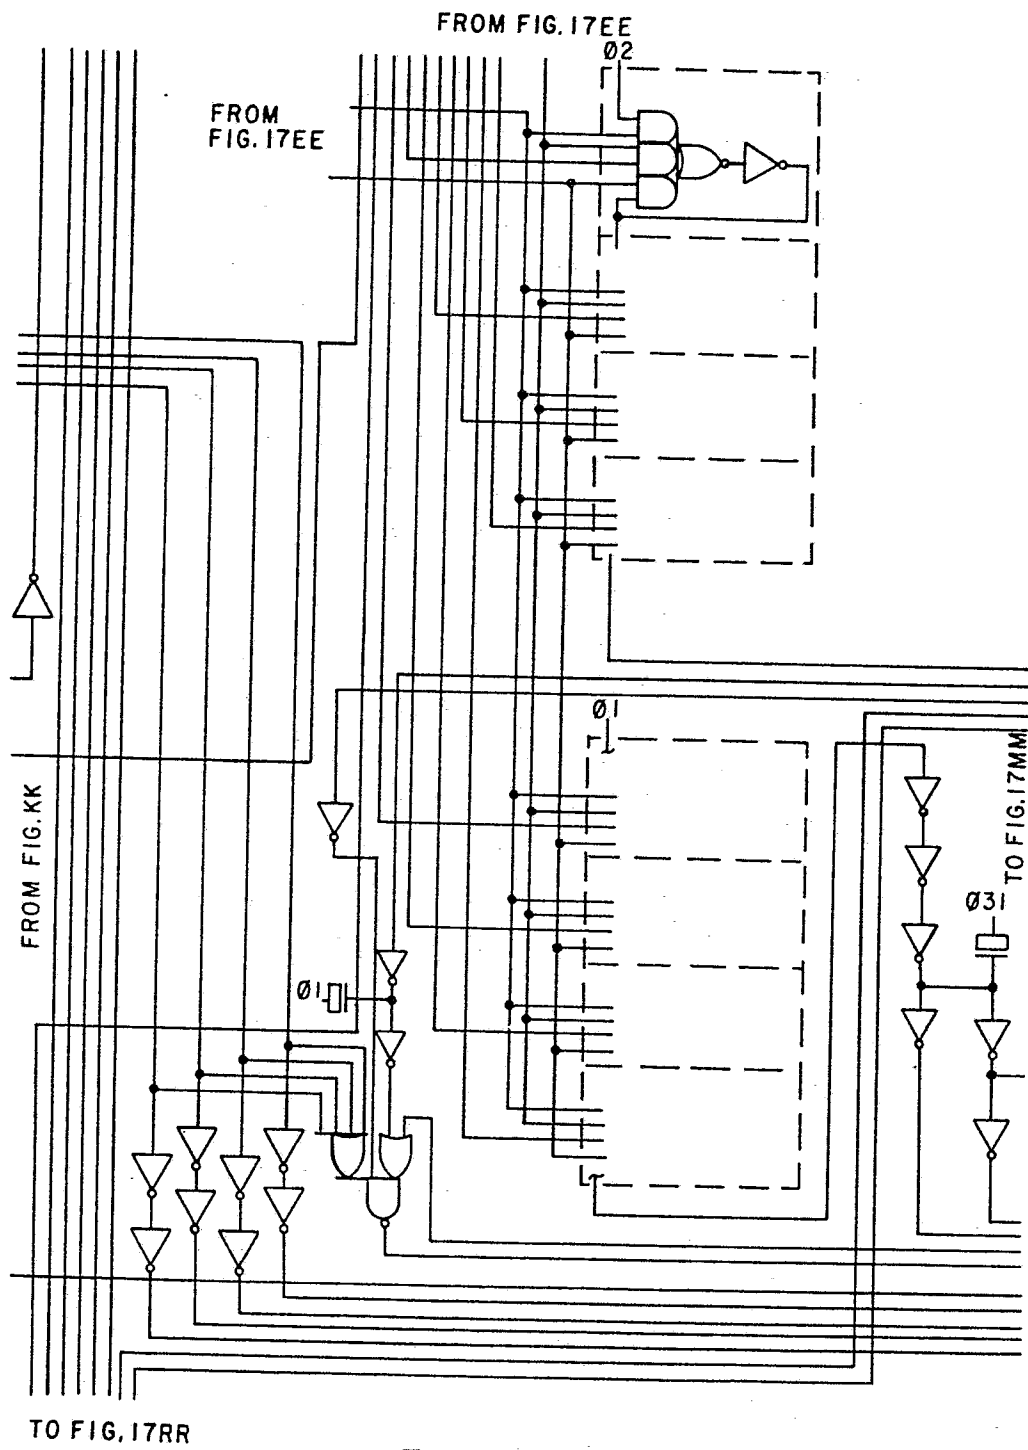 FROM FIG. 17EE
Ø2
FROM
FIG. 17EE
Ø1
TO FIG. 17MM
FROM FIG. KK
Ø31
Ø1
TO FIG. 17RR